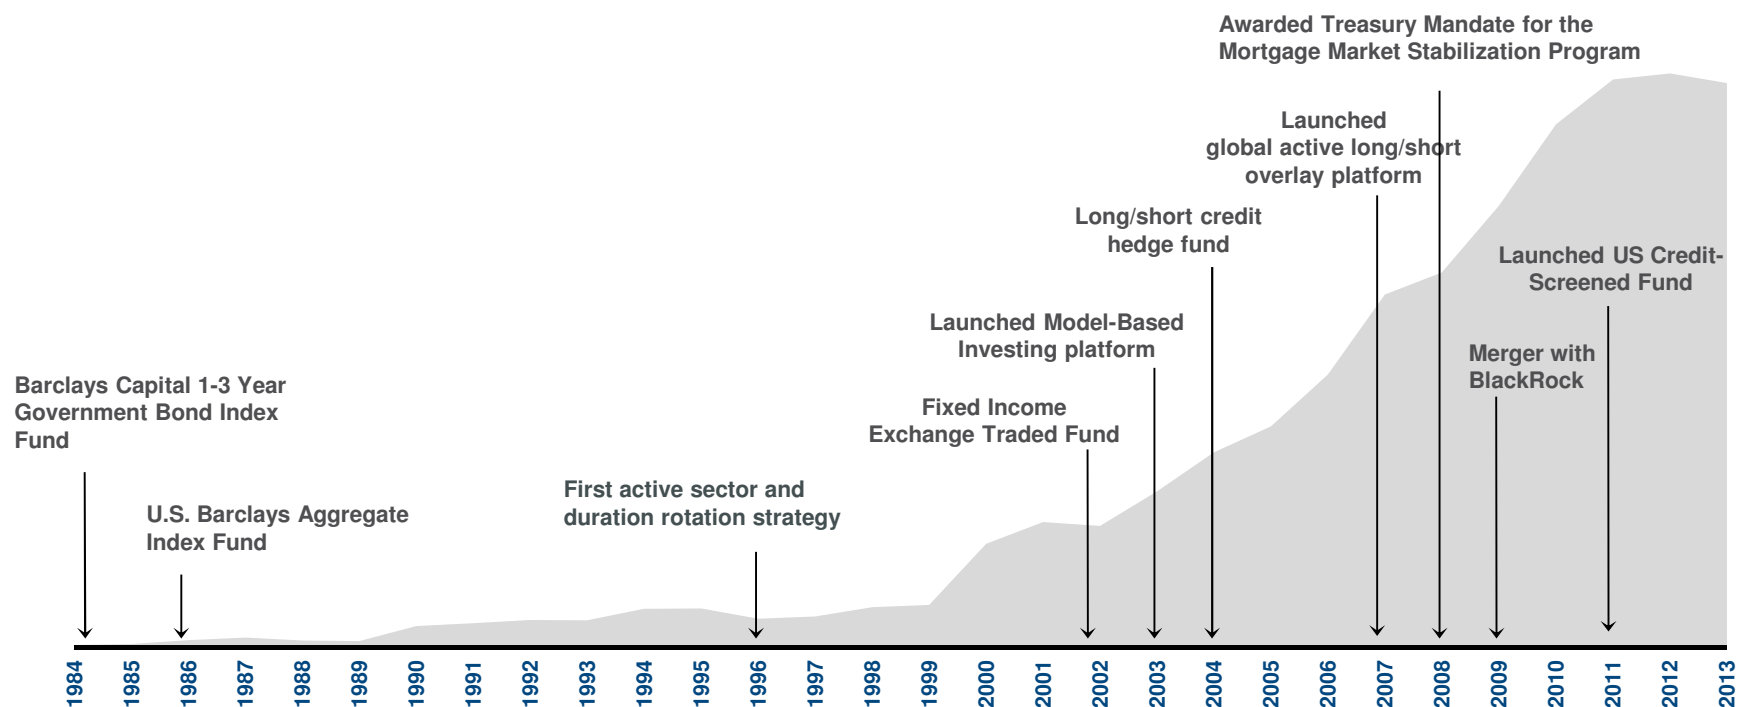 Awarded Treasury Mandate for the
Mortgage Market Stabilization Program
Launched
global active long/short
overlay platform
Long/short credit
hedge fund
Launched US Credit-
Screened Fund
Launched Model-Based
Investing platform
Merger with
BlackRock
Barclays Capital 1-3 Year
Government Bond Index
Fund
Fixed Income
Exchange Traded Fund
First active sector and
duration rotation strategy
U.S. Barclays Aggregate
Index Fund
1984
1985
1986
1987
1988
1989
1990
1991
1992
1993
1994
1995
1996
1997
1998
1999
2000
2001
2002
2003
2004
2005
2006
2007
2008
2009
2010
2011
2012
2013